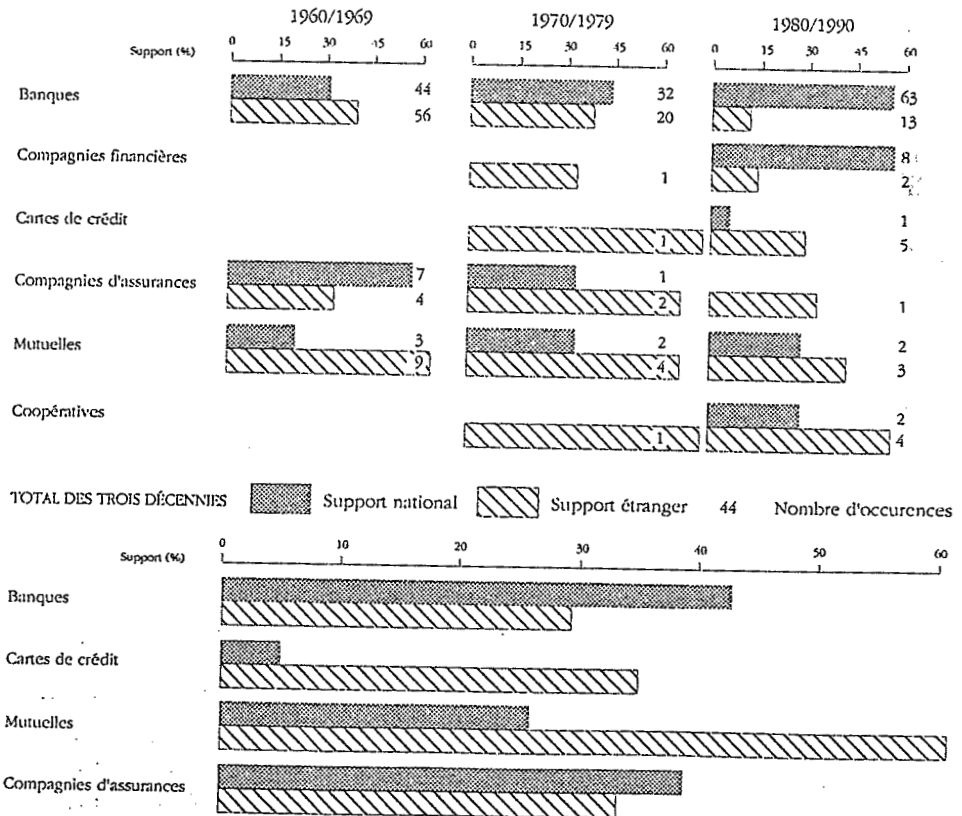 1960/1969 1970/1979 1980/1990
Support (%) 0 15 30 45 60 0 15 30 45 60 0 15 30 45 60
Banques 44 32 63
56 20 13
Compagnies financières 8
1 2
Cartes de crédit 1
1 5
Compagnies d'assurances 7 1
4 2 1
Mutuelles 3 2 2
9 4 3
Coopératives 2
1 4
TOTAL DES TROIS DÉCENNIES Support national Support étranger 44 Nombre d'occurences
Support (%) 0 10 20 30 40 50 60
Banques
Cartes de crédit
Mutuelles
Compagnies d'assurances